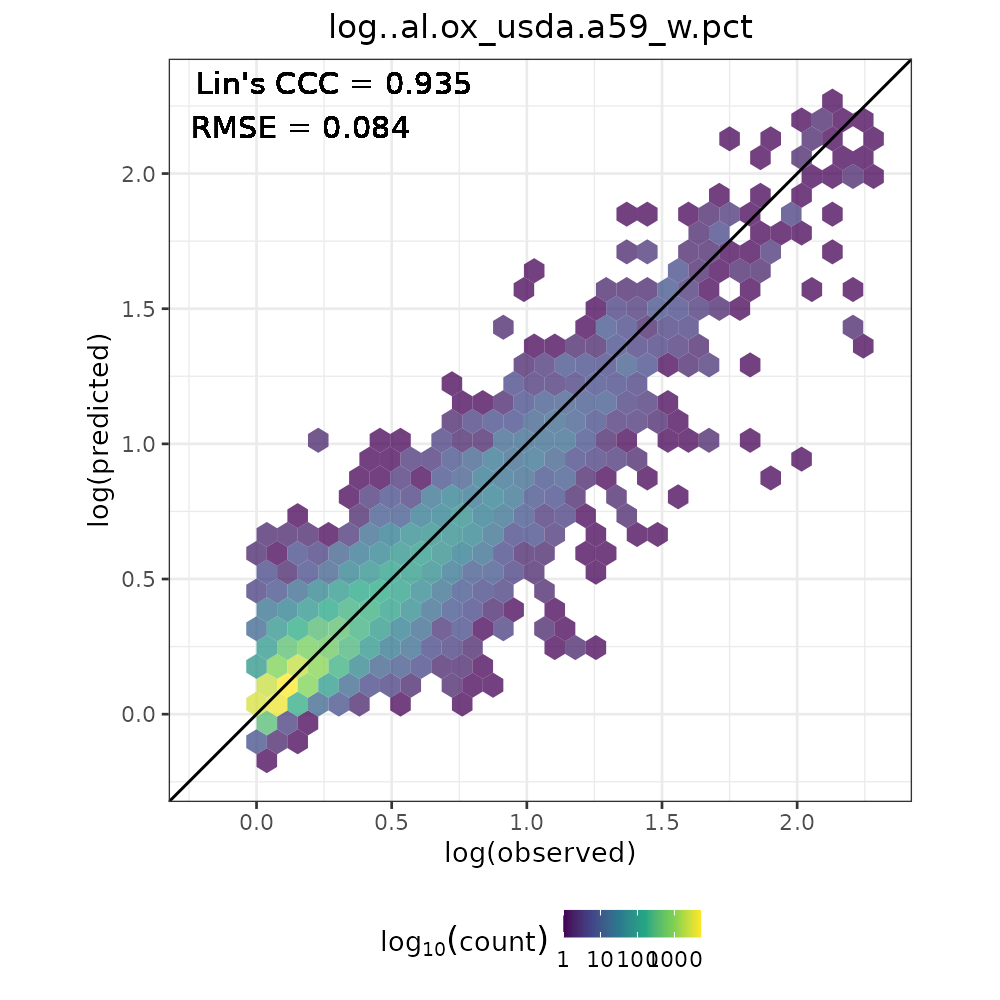 log..al.ox_usda.a59_w.pct
Lin's CCC = 0.935
RMSE = 0.084
log(predicted)
2.0
1.5
1.0
0.5
0.0
0.0 0.5 1.0 1.5 2.0
log(observed)
log10(count)
1 10 100 1000